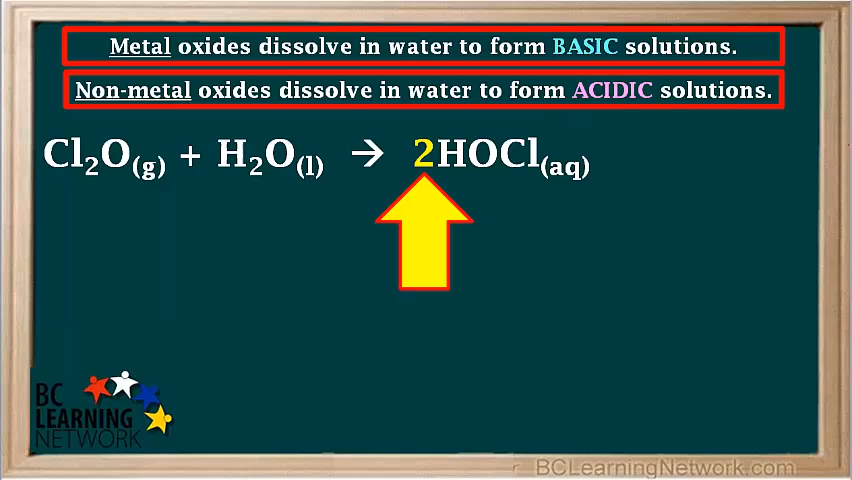 Metal oxides dissolve in water to form BASIC solutions.
Non-metal oxides dissolve in water to form ACIDIC solutions.
Cl₂O₍g₎ + H₂O₍l₎ → 2HOCl₍aq₎
BC
LEARNING
NETWORK
BCLearningNetwork.com